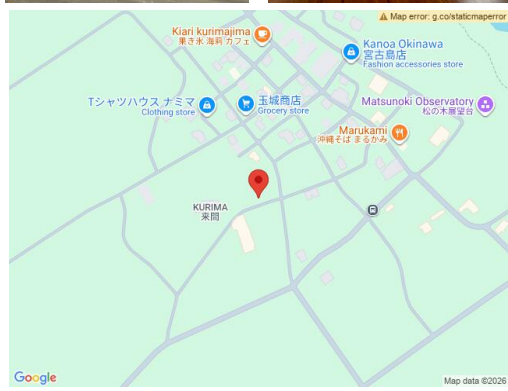 ⚠ Map error: g.co/staticmaperror
Kiari kurimajima
果き氷 海莉 カフェ
Kanoa Okinawa
宮古島店
Fashion accessories store
Tシャツハウス ナミマ
Clothing store
玉城商店
Grocery store
Matsunoki Observatory
松の木展望台
Marukami
沖縄そば まるかみ
KURIMA
来間
Google
Map data ©2026